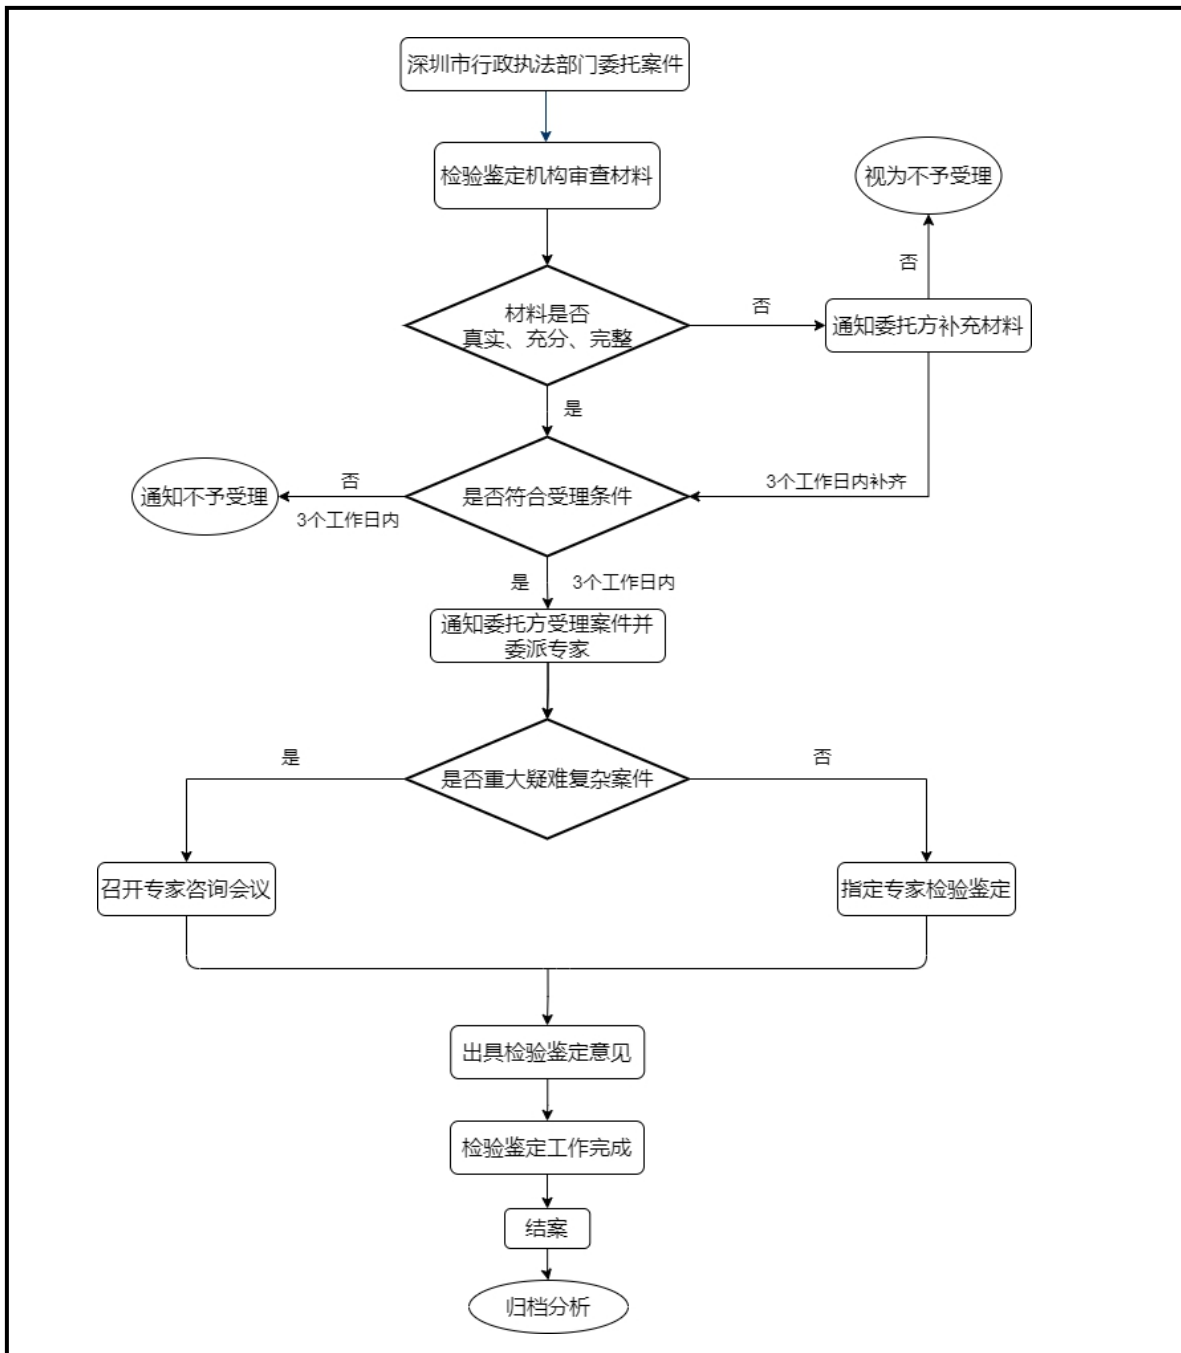 深圳市行政执法部门委托案件
检验鉴定机构审查材料
视为不予受理
否
材料是否
真实、充分、完整
否
通知委托方补充材料
是
3个工作日内补齐
是否符合受理条件
否
3个工作日内
通知不予受理
是
3个工作日内
通知委托方受理案件并
委派专家
是否重大疑难复杂案件
是
否
召开专家咨询会议
指定专家检验鉴定
出具检验鉴定意见
检验鉴定工作完成
结案
归档分析